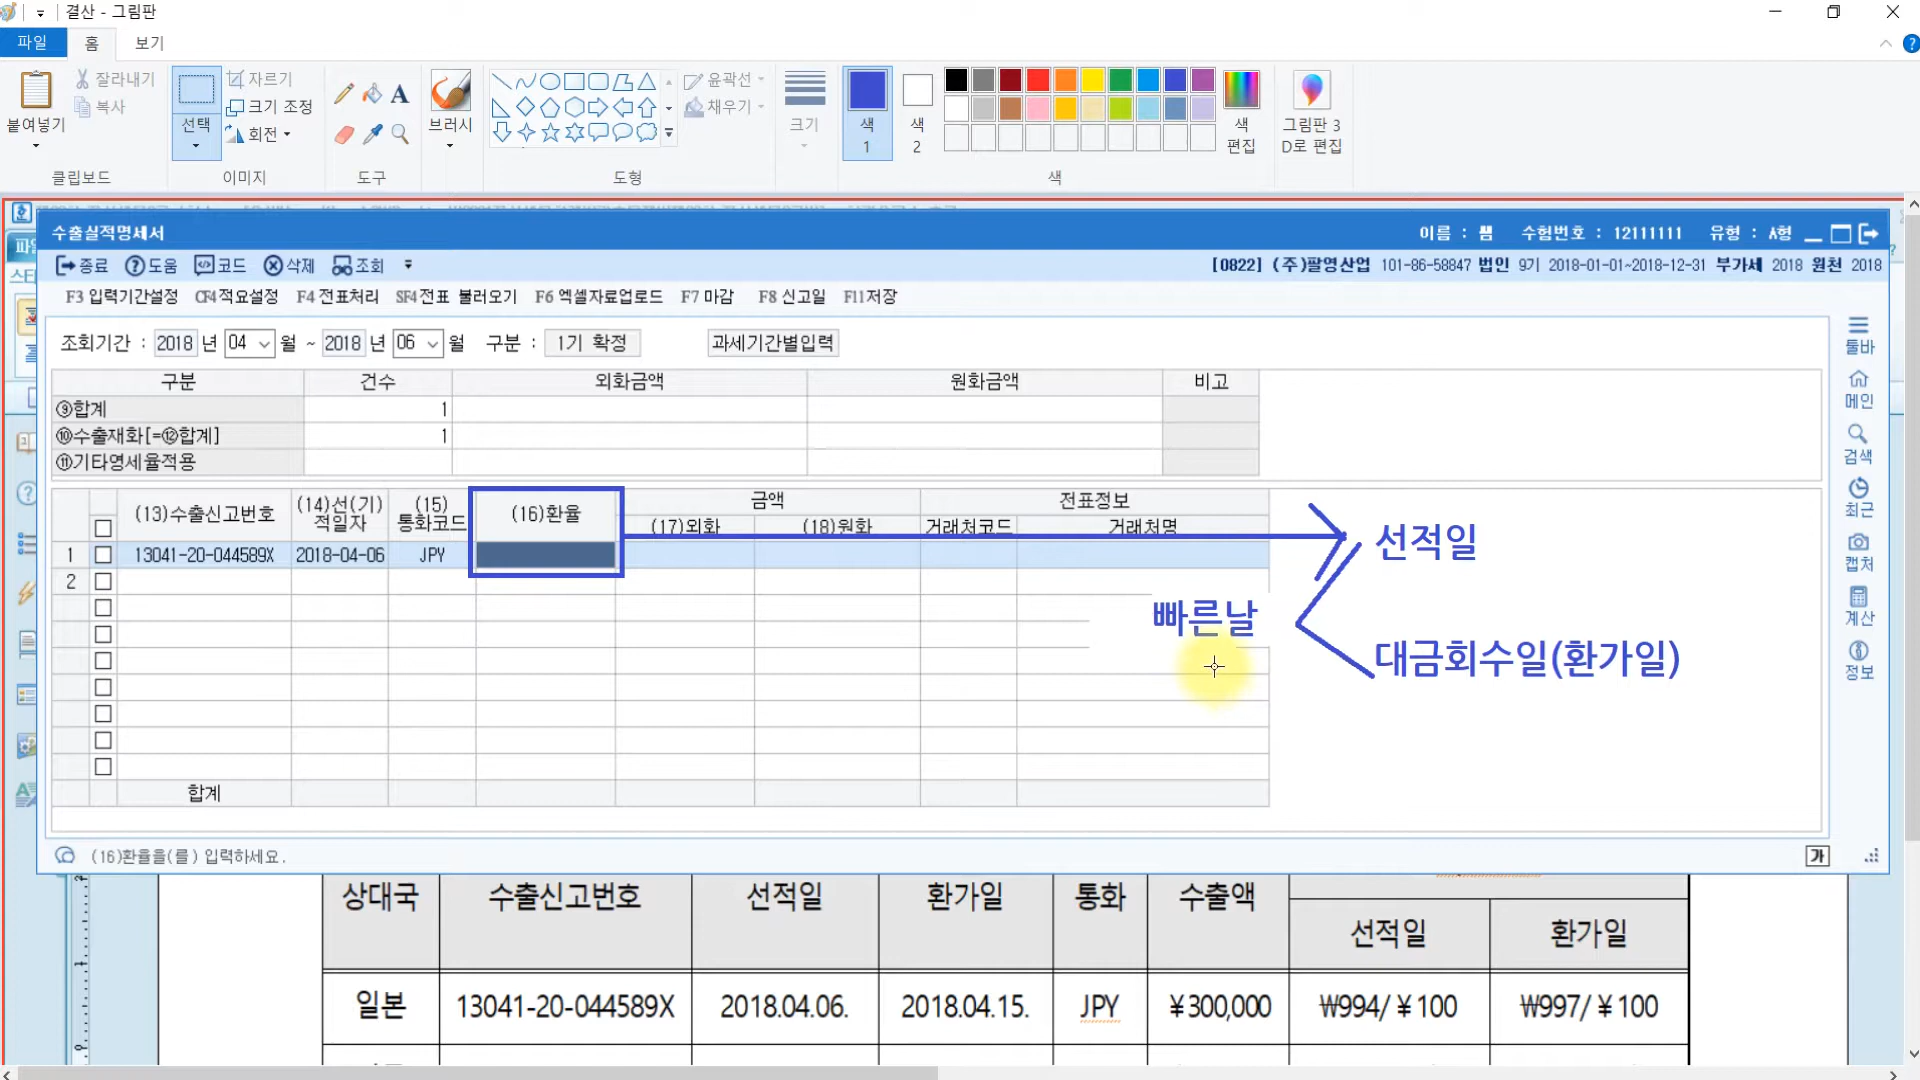 결산 - 그림판
파일 홈 보기
붙여넣기
잘라내기
복사
클립보드
선택
자르기
크기 조정
회전
이미지
A
도구
브러시
윤곽선
채우기
도형
크기
색
1
색
2
색
편집
그림판 3
D로 편집
색
수출실적명세서
이름 : 뾤 수험번호 : 12111111 유형 : A형
종료 도움 코드 삭제 조회
[0822] (주)팔영산업 101-86-58847 법인 9기 2018-01-01~2018-12-31 부가세 2018 원천 2018
F3 입력기간설정 CF4적요설정 F4 전표처리 SF4전표 불러오기 F6 엑셀자료업로드 F7 마감 F8 신고일 F11저장
조회기간 : 2018 년 04 월 ~ 2018 년 06 월 구분 : 1기 확정 과세기간별입력
구분 건수 외화금액 원화금액 비고
⑨합계 1
⑩수출재화[=⑫합계] 1
⑪기타영세율적용
(13)수출신고번호 (14)선(기)적일자 (15)통화코드 (16)환율 금액 전표정보
(17)외화 (18)원화 거래처코드 거래처명
1 13041-20-044589X 2018-04-06 JPY
2
합계
선적일
빠른날
대금회수일(환가일)
툴바
메인
검색
최근
캡처
계산
정보
(16)환율을(를) 입력하세요.
가
상대국 수출신고번호 선적일 환가일 통화 수출액
선적일 환가일
일본 13041-20-044589X 2018.04.06. 2018.04.15. JPY ¥300,000 ₩994/¥100 ₩997/¥100